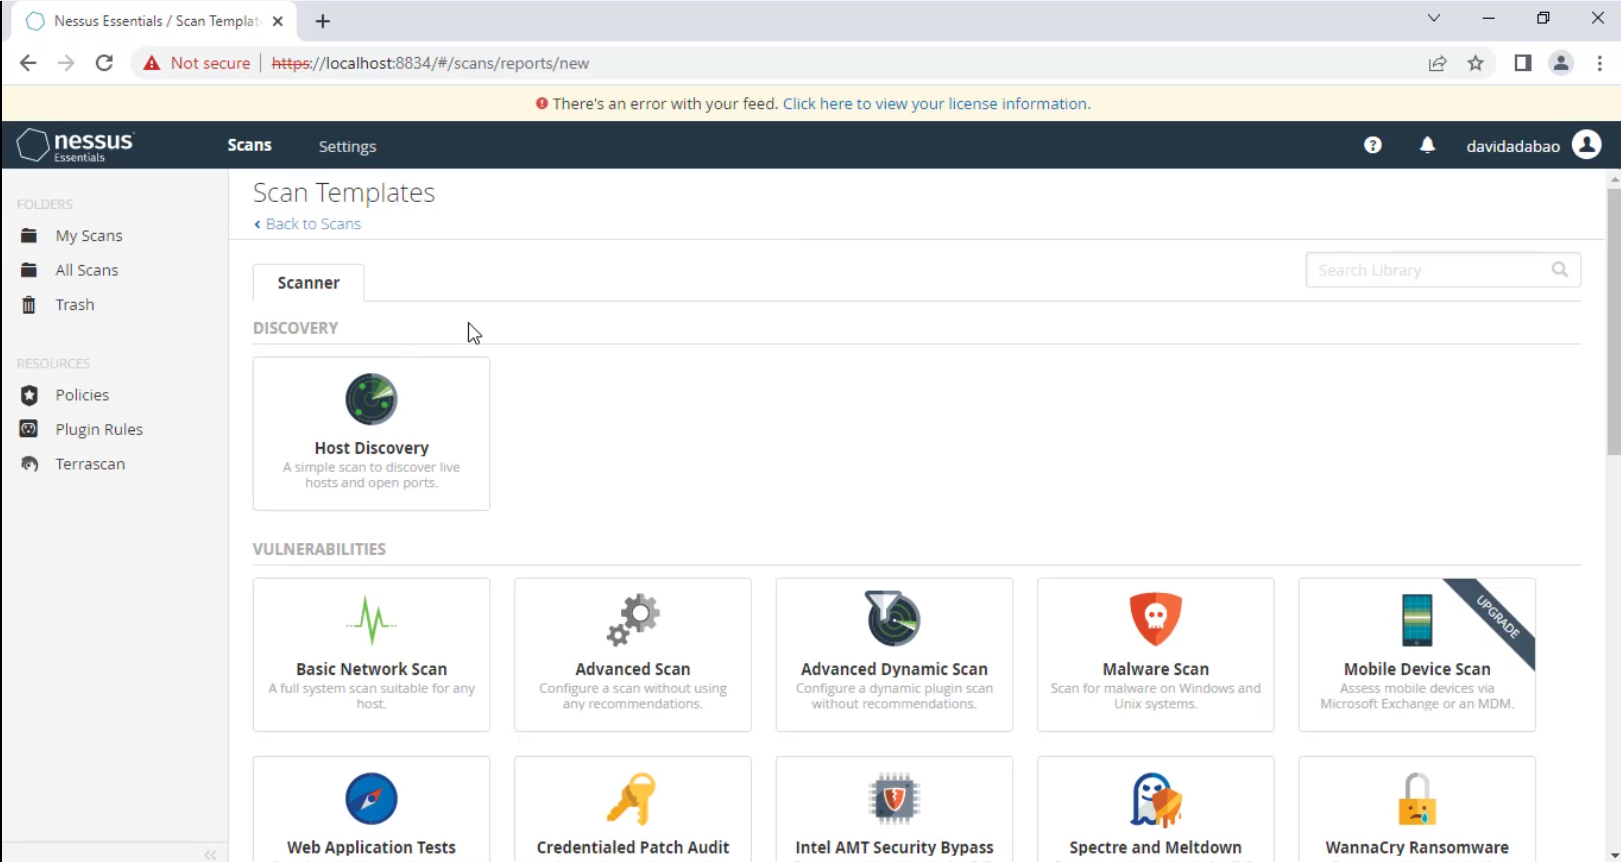 Nessus Essentials / Scan Templat
Not secure
https://localhost:8834/#/scans/reports/new
There's an error with your feed. Click here to view your license information.
nessus
Essentials
Scans
Settings
davidadabao
FOLDERS
My Scans
All Scans
Trash
RESOURCES
Policies
Plugin Rules
Terrascan
Scan Templates
Back to Scans
Scanner
Search Library
DISCOVERY
Host Discovery
A simple scan to discover live
hosts and open ports.
VULNERABILITIES
Basic Network Scan
A full system scan suitable for any
host.
Advanced Scan
Configure a scan without using
any recommendations.
Advanced Dynamic Scan
Configure a dynamic plugin scan
without recommendations.
Malware Scan
Scan for malware on Windows and
Unix systems.
UPGRADE
Mobile Device Scan
Assess mobile devices via
Microsoft Exchange or an MDM.
Web Application Tests
Credentialed Patch Audit
Intel AMT Security Bypass
Spectre and Meltdown
WannaCry Ransomware